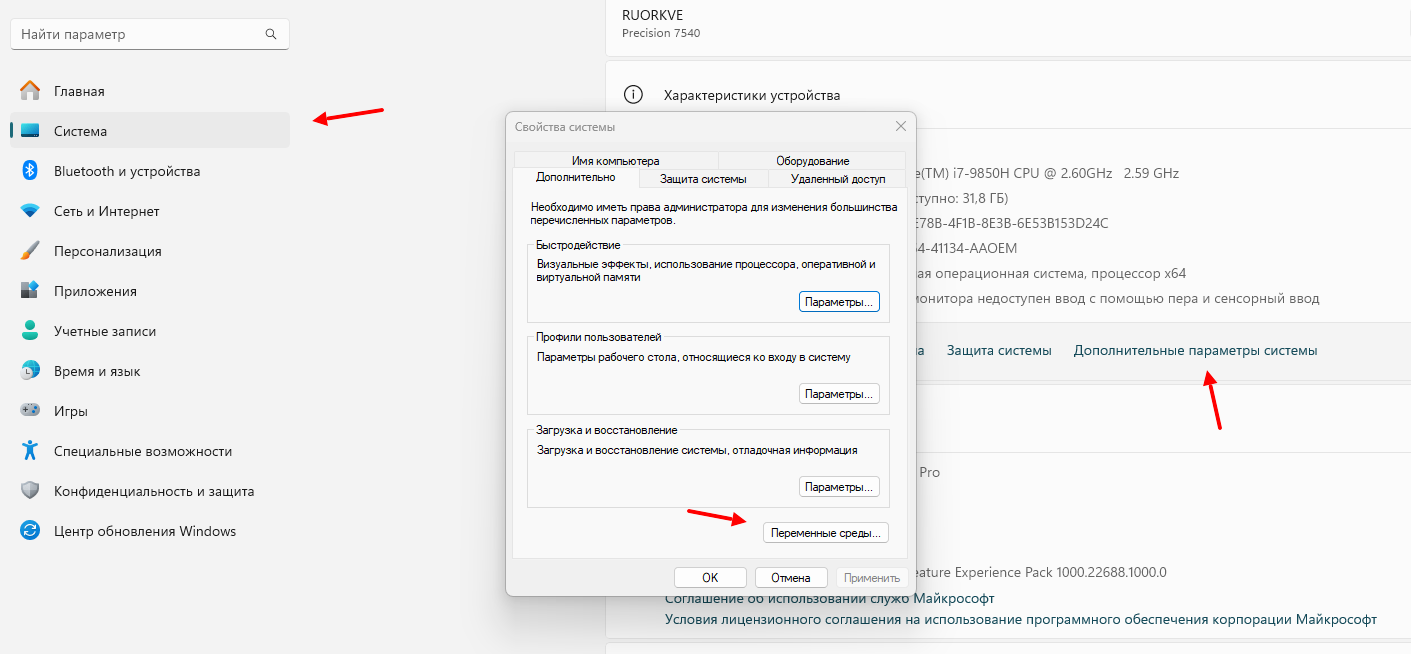 Найти параметр
Главная
Система
Bluetooth и устройства
Сеть и Интернет
Персонализация
Приложения
Учетные записи
Время и язык
Игры
Специальные возможности
Конфиденциальность и защита
Центр обновления Windows
RUORKVE
Precision 7540
Характеристики устройства
Свойства системы
Имя компьютера
Оборудование
Дополнительно
Защита системы
Удаленный доступ
Необходимо иметь права администратора для изменения большинства
перечисленных параметров.
Быстродействие
Визуальные эффекты, использование процессора, оперативной и
виртуальной памяти
Параметры...
Профили пользователей
Параметры рабочего стола, относящиеся ко входу в систему
Параметры...
Загрузка и восстановление
Загрузка и восстановление системы, отладочная информация
Параметры...
Переменные среды...
ОК
Отмена
Применить
e(TM) i7-9850H CPU @ 2.60GHz 2.59 GHz
ступно: 31,8 ГБ)
E78B-4F1B-8E3B-6E53B153D24C
-41134-AAOEM
ая операционная система, процессор x64
монитора недоступен ввод с помощью пера и сенсорный ввод
а
Защита системы
Дополнительные параметры системы
Pro
eature Experience Pack 1000.22688.1000.0
Соглашение об использовании служб Майкрософт
Условия лицензионного соглашения на использование программного обеспечения корпорации Майкрософт